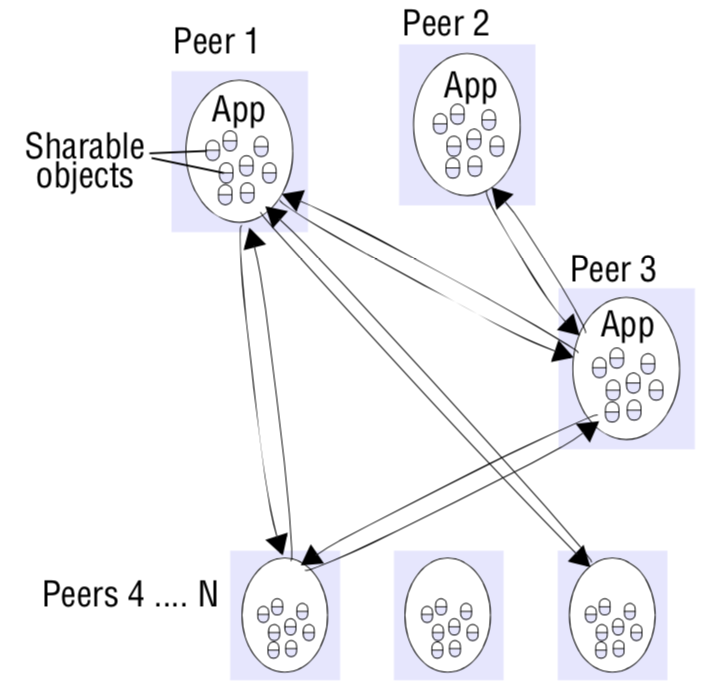 Peer 1
Peer 2
App
App
Sharable
objects
Peer 3
App
Peers 4 .... N